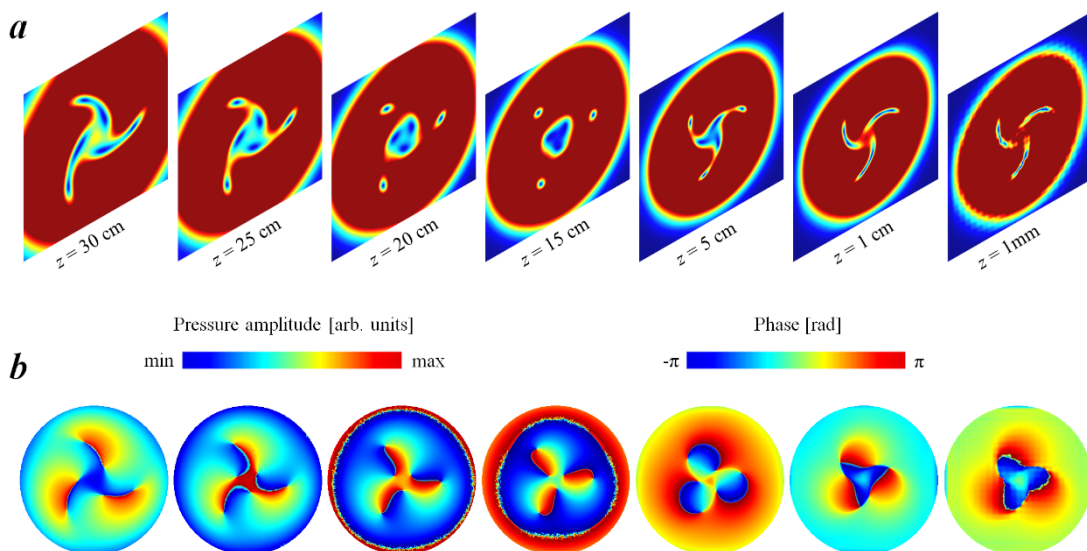 a
z = 30 cm
z = 25 cm
z = 20 cm
z = 15 cm
z = 5 cm
z = 1 cm
z = 1mm
Pressure amplitude [arb. units]
min
max
Phase [rad]
-π
π
b